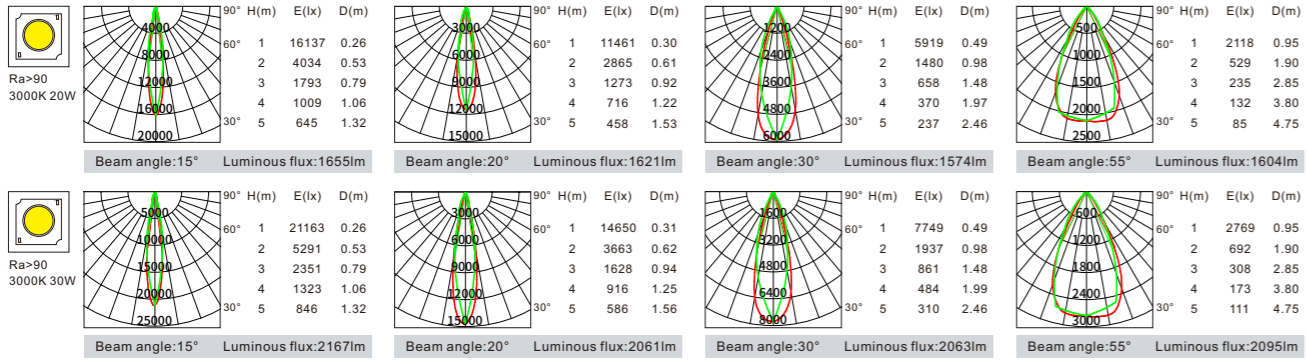 Ra>90
3000K 20W
4000
8000
12000
16000
20000
90°
60°
30°
H(m) E(lx) D(m)
1 16137 0.26
2 4034 0.53
3 1793 0.79
4 1009 1.06
5 645 1.32
Beam angle:15° Luminous flux:1655lm
3000
6000
9000
12000
15000
90°
60°
30°
H(m) E(lx) D(m)
1 11461 0.30
2 2865 0.61
3 1273 0.92
4 716 1.22
5 458 1.53
Beam angle:20° Luminous flux:1621lm
1200
2400
3600
4800
6000
90°
60°
30°
H(m) E(lx) D(m)
1 5919 0.49
2 1480 0.98
3 658 1.48
4 370 1.97
5 237 2.46
Beam angle:30° Luminous flux:1574lm
500
1000
1500
2000
2500
90°
60°
30°
H(m) E(lx) D(m)
1 2118 0.95
2 529 1.90
3 235 2.85
4 132 3.80
5 85 4.75
Beam angle:55° Luminous flux:1604lm
Ra>90
3000K 30W
5000
10000
15000
20000
25000
90°
60°
30°
H(m) E(lx) D(m)
1 21163 0.26
2 5291 0.53
3 2351 0.79
4 1323 1.06
5 846 1.32
Beam angle:15° Luminous flux:2167lm
3000
6000
9000
12000
15000
90°
60°
30°
H(m) E(lx) D(m)
1 14650 0.31
2 3663 0.62
3 1628 0.94
4 916 1.25
5 586 1.56
Beam angle:20° Luminous flux:2061lm
1600
3200
4800
6400
8000
90°
60°
30°
H(m) E(lx) D(m)
1 7749 0.49
2 1937 0.98
3 861 1.48
4 484 1.99
5 310 2.46
Beam angle:30° Luminous flux:2063lm
600
1200
1800
2400
3000
90°
60°
30°
H(m) E(lx) D(m)
1 2769 0.95
2 692 1.90
3 308 2.85
4 173 3.80
5 111 4.75
Beam angle:55° Luminous flux:2095lm